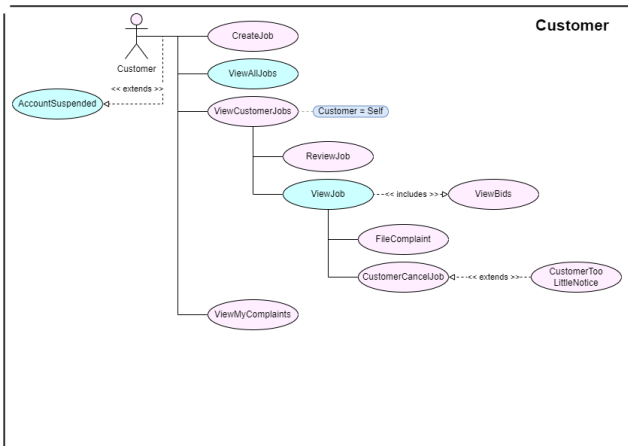 Customer
CreateJob
Customer
ViewAllJobs
<< extends >>
AccountSuspended
ViewCustomerJobs
Customer = Self
ReviewJob
ViewJob
<< includes >>
ViewBids
FileComplaint
CustomerCancelJob
<< extends >>
CustomerToo
LittleNotice
ViewMyComplaints